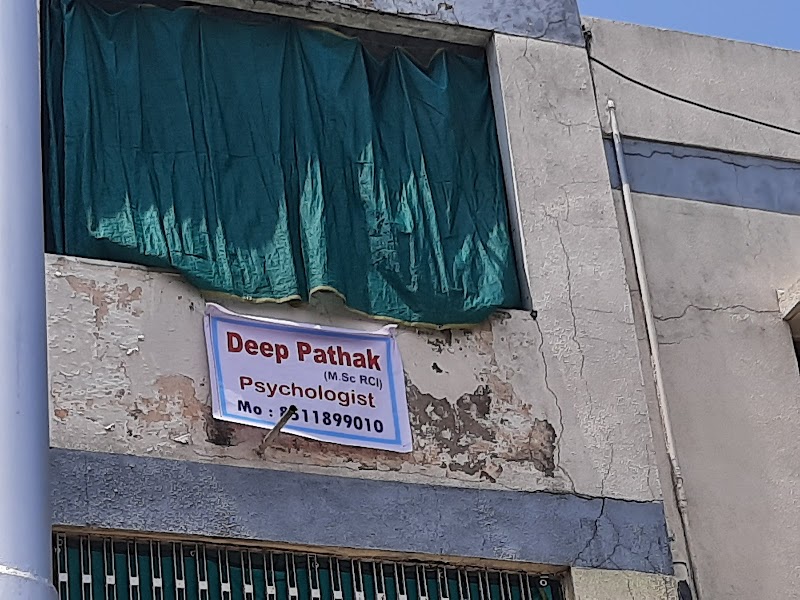 Deep Pathak
(M.Sc RCI)
Psychologist
Mo : 8511899010